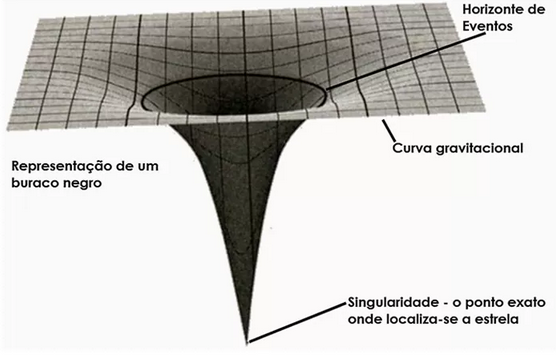 Horizonte de
Eventos
Curva gravitacional
Representação de um
buraco negro
Singularidade - o ponto exato
onde localiza-se a estrela